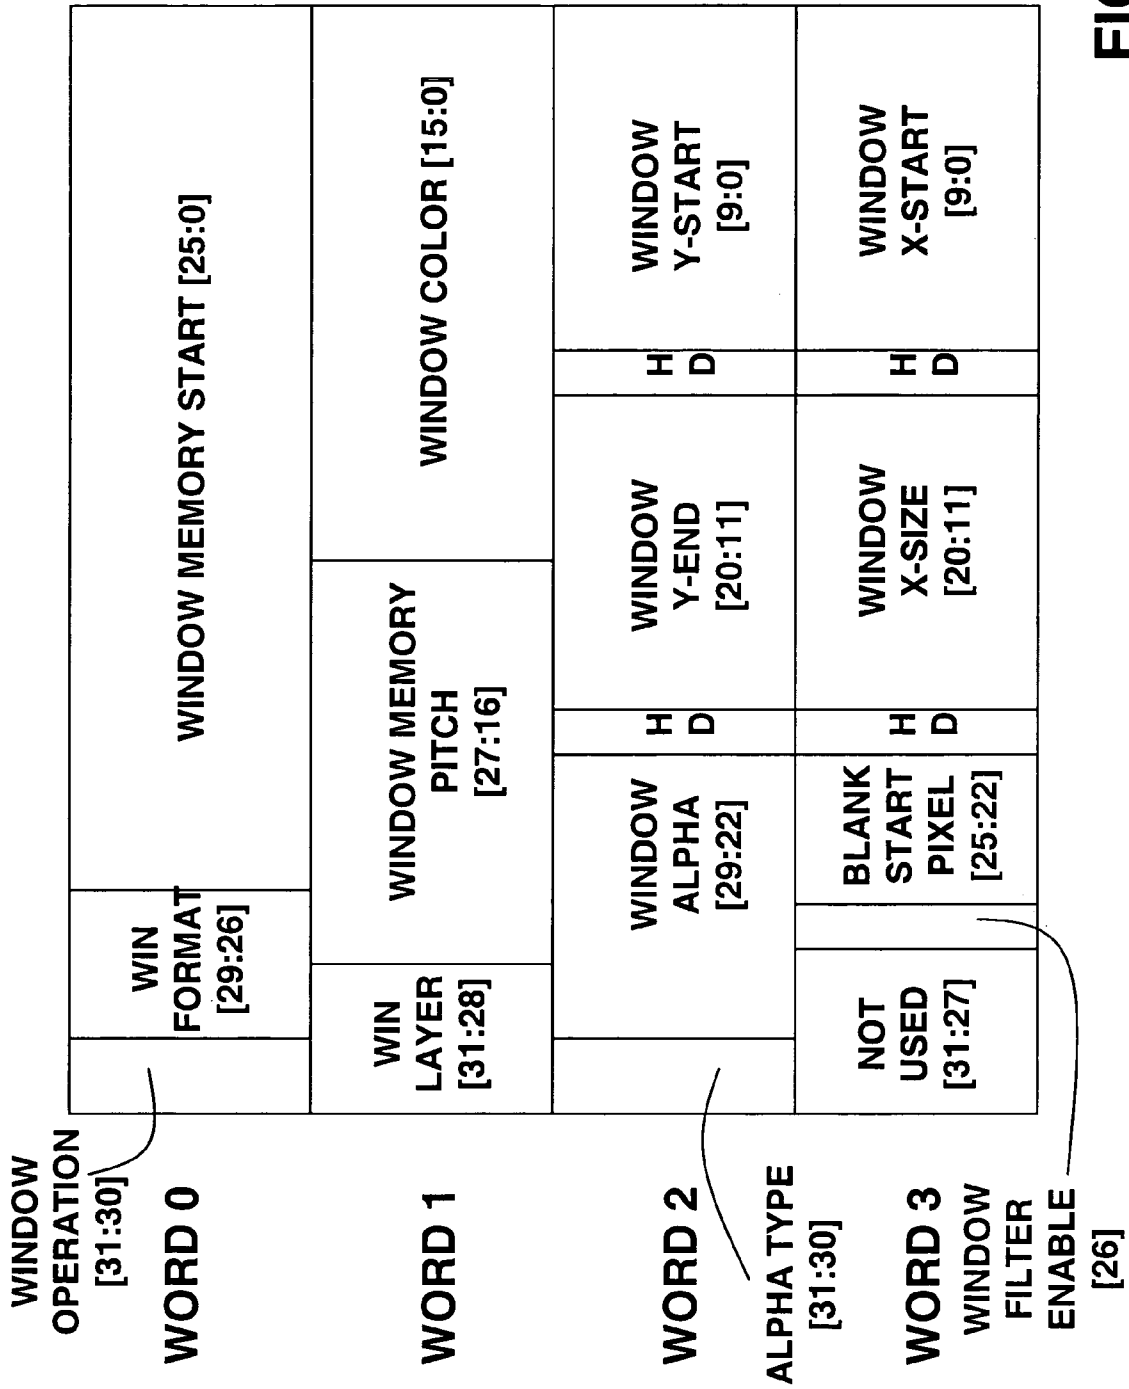 WINDOW
OPERATION
[31:30]
WORD 0
WIN
FORMAT
[29:26]
WINDOW MEMORY START [25:0]
WORD 1
WIN
LAYER
[31:28]
WINDOW MEMORY
PITCH
[27:16]
WINDOW COLOR [15:0]
WORD 2
ALPHA TYPE
[31:30]
WINDOW
ALPHA
[29:22]
H
D
WINDOW
Y-END
[20:11]
H
D
WINDOW
Y-START
[9:0]
WORD 3
WINDOW
FILTER
ENABLE
[26]
NOT
USED
[31:27]
BLANK
START
PIXEL
[25:22]
H
D
WINDOW
X-SIZE
[20:11]
H
D
WINDOW
X-START
[9:0]